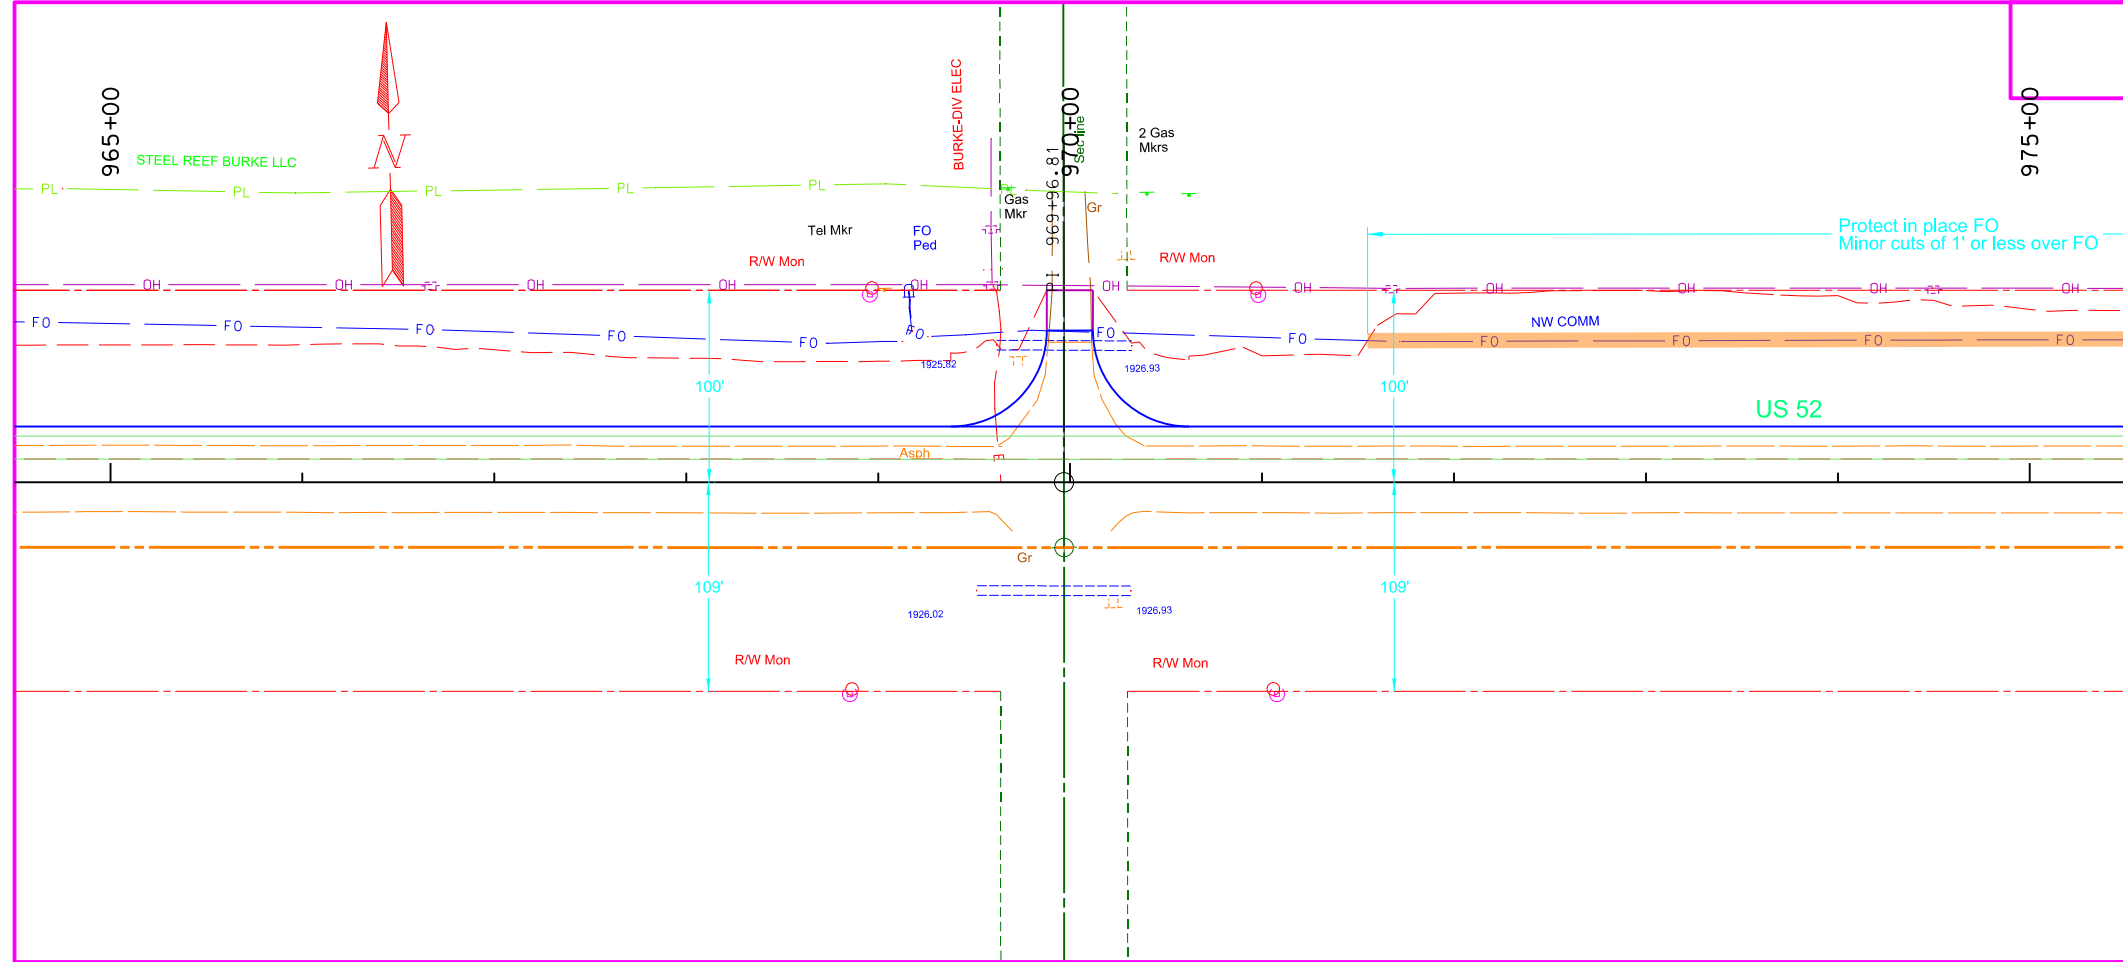 965+00
970+00
975+00
BURKE-DIV ELEC
Sec line
2 Gas
Mkrs
N
STEEL REEF BURKE LLC
PL
PL
PL
PL
PL
PL
Gas
Mkr
Gr
PI 969+96.81
Tel Mkr
FO
Ped
Protect in place FO
Minor cuts of 1' or less over FO
R/W Mon
R/W Mon
OH
OH
OH
OH
OH
OH
OH
OH
OH
OH
OH
FO
FO
FO
FO
FO
FO
FO
FO
NW COMM
FO
FO
FO
FO
1925.82
1926.93
100'
100'
US 52
Asph
E
Gr
109'
109'
1926.02
1926.93
R/W Mon
R/W Mon